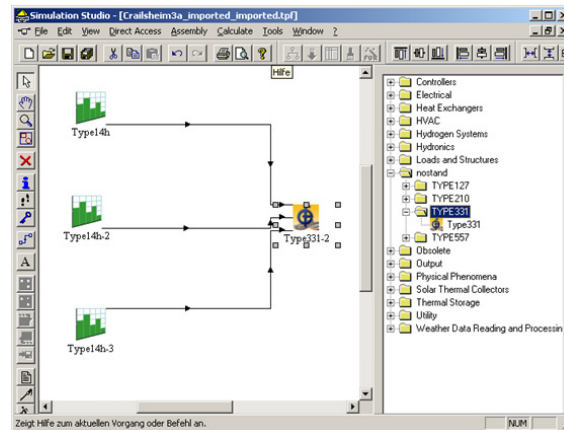 Simulation Studio - [Crailsheim3a_imported_imported.tpf]
File Edit View Direct Access Assembly Calculate Tools Window ?
Hilfe
Type14h
Type14h-2
Type331-2
Type14h-3
Controllers
Electrical
Heat Exchangers
HVAC
Hydrogen Systems
Hydronics
Loads and Structures
nostand
TYPE127
TYPE210
TYPE331
Type331
TYPE557
Obsolete
Output
Physical Phenomena
Solar Thermal Collectors
Thermal Storage
Utility
Weather Data Reading and Processin
Zeigt Hilfe zum aktuellen Vorgang oder Befehl an.
NUM